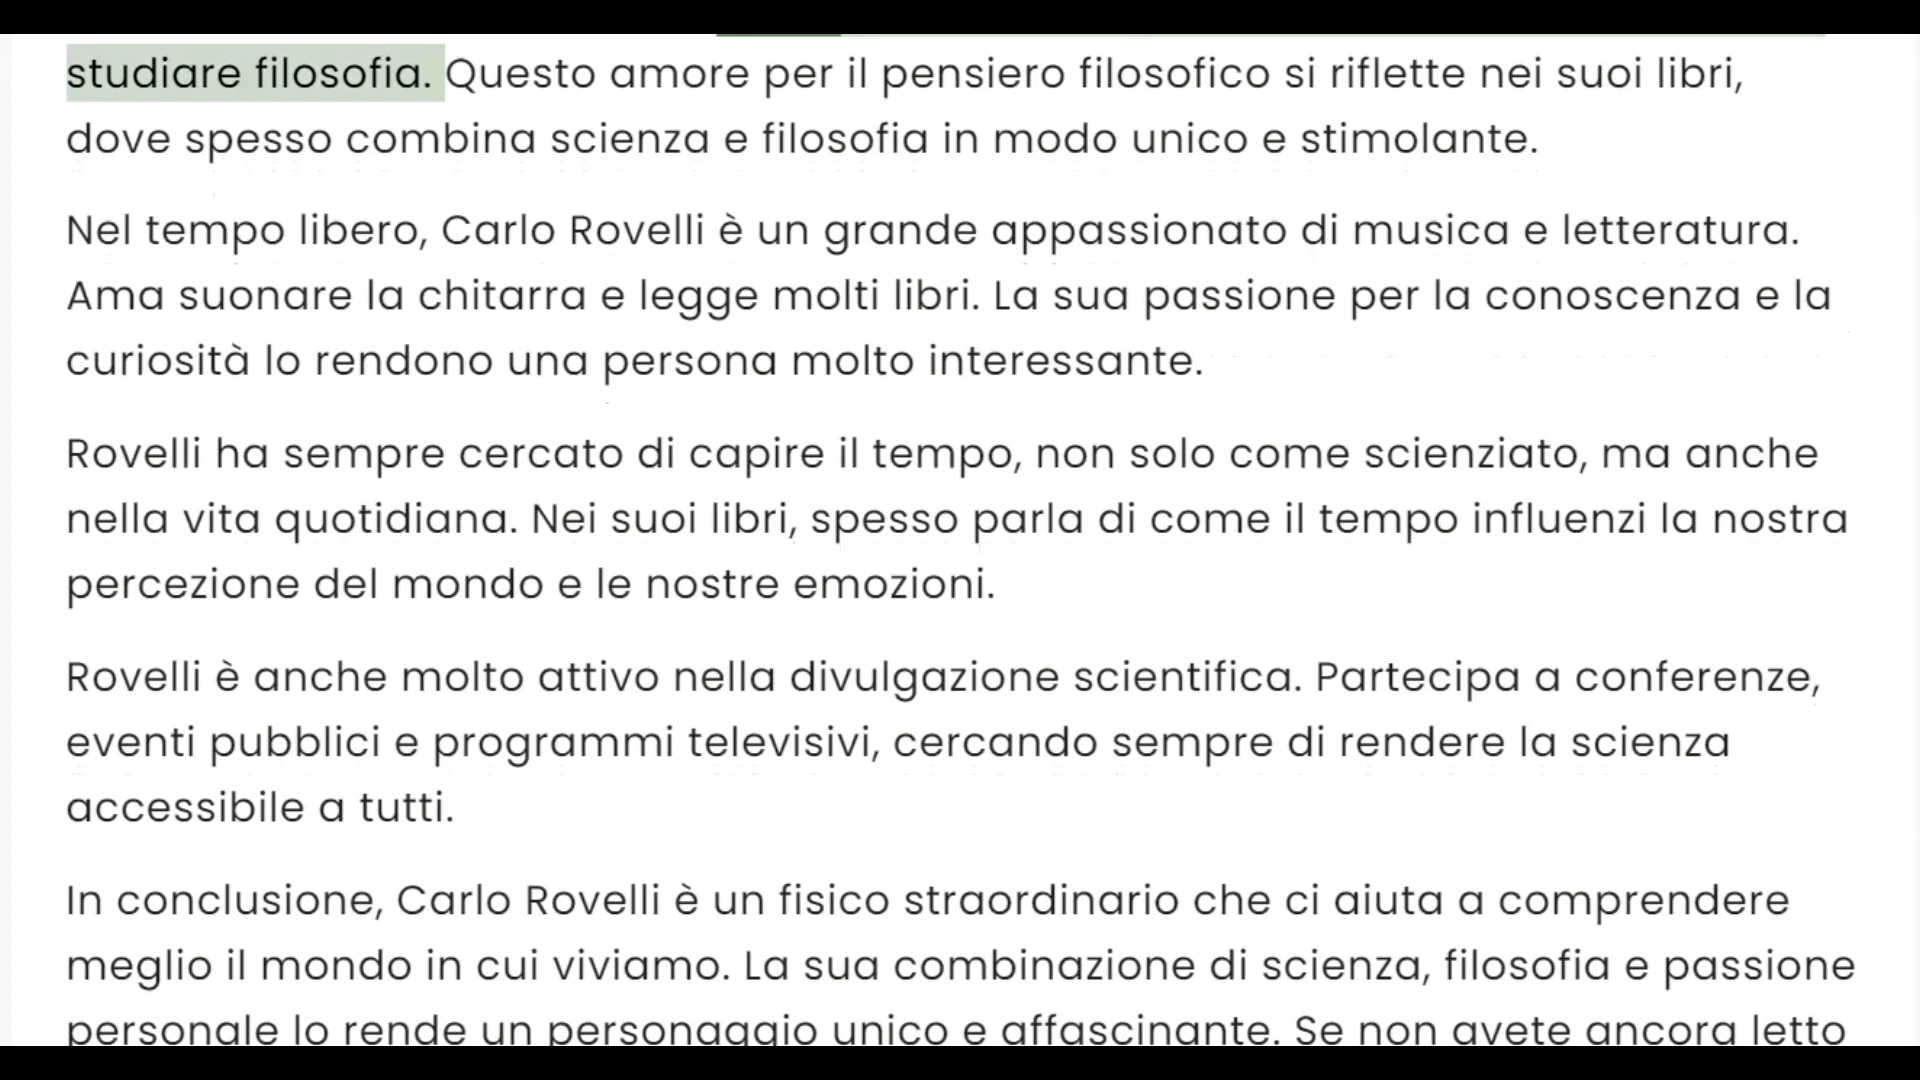 studiare filosofia. Questo amore per il pensiero filosofico si riflette nei suoi libri,
dove spesso combina scienza e filosofia in modo unico e stimolante.
Nel tempo libero, Carlo Rovelli è un grande appassionato di musica e letteratura.
Ama suonare la chitarra e legge molti libri. La sua passione per la conoscenza e la
curiosità lo rendono una persona molto interessante.
Rovelli ha sempre cercato di capire il tempo, non solo come scienziato, ma anche
nella vita quotidiana. Nei suoi libri, spesso parla di come il tempo influenzi la nostra
percezione del mondo e le nostre emozioni.
Rovelli è anche molto attivo nella divulgazione scientifica. Partecipa a conferenze,
eventi pubblici e programmi televisivi, cercando sempre di rendere la scienza
accessibile a tutti.
In conclusione, Carlo Rovelli è un fisico straordinario che ci aiuta a comprendere
meglio il mondo in cui viviamo. La sua combinazione di scienza, filosofia e passione
personale lo rende un personaggio unico e affascinante. Se non avete ancora letto